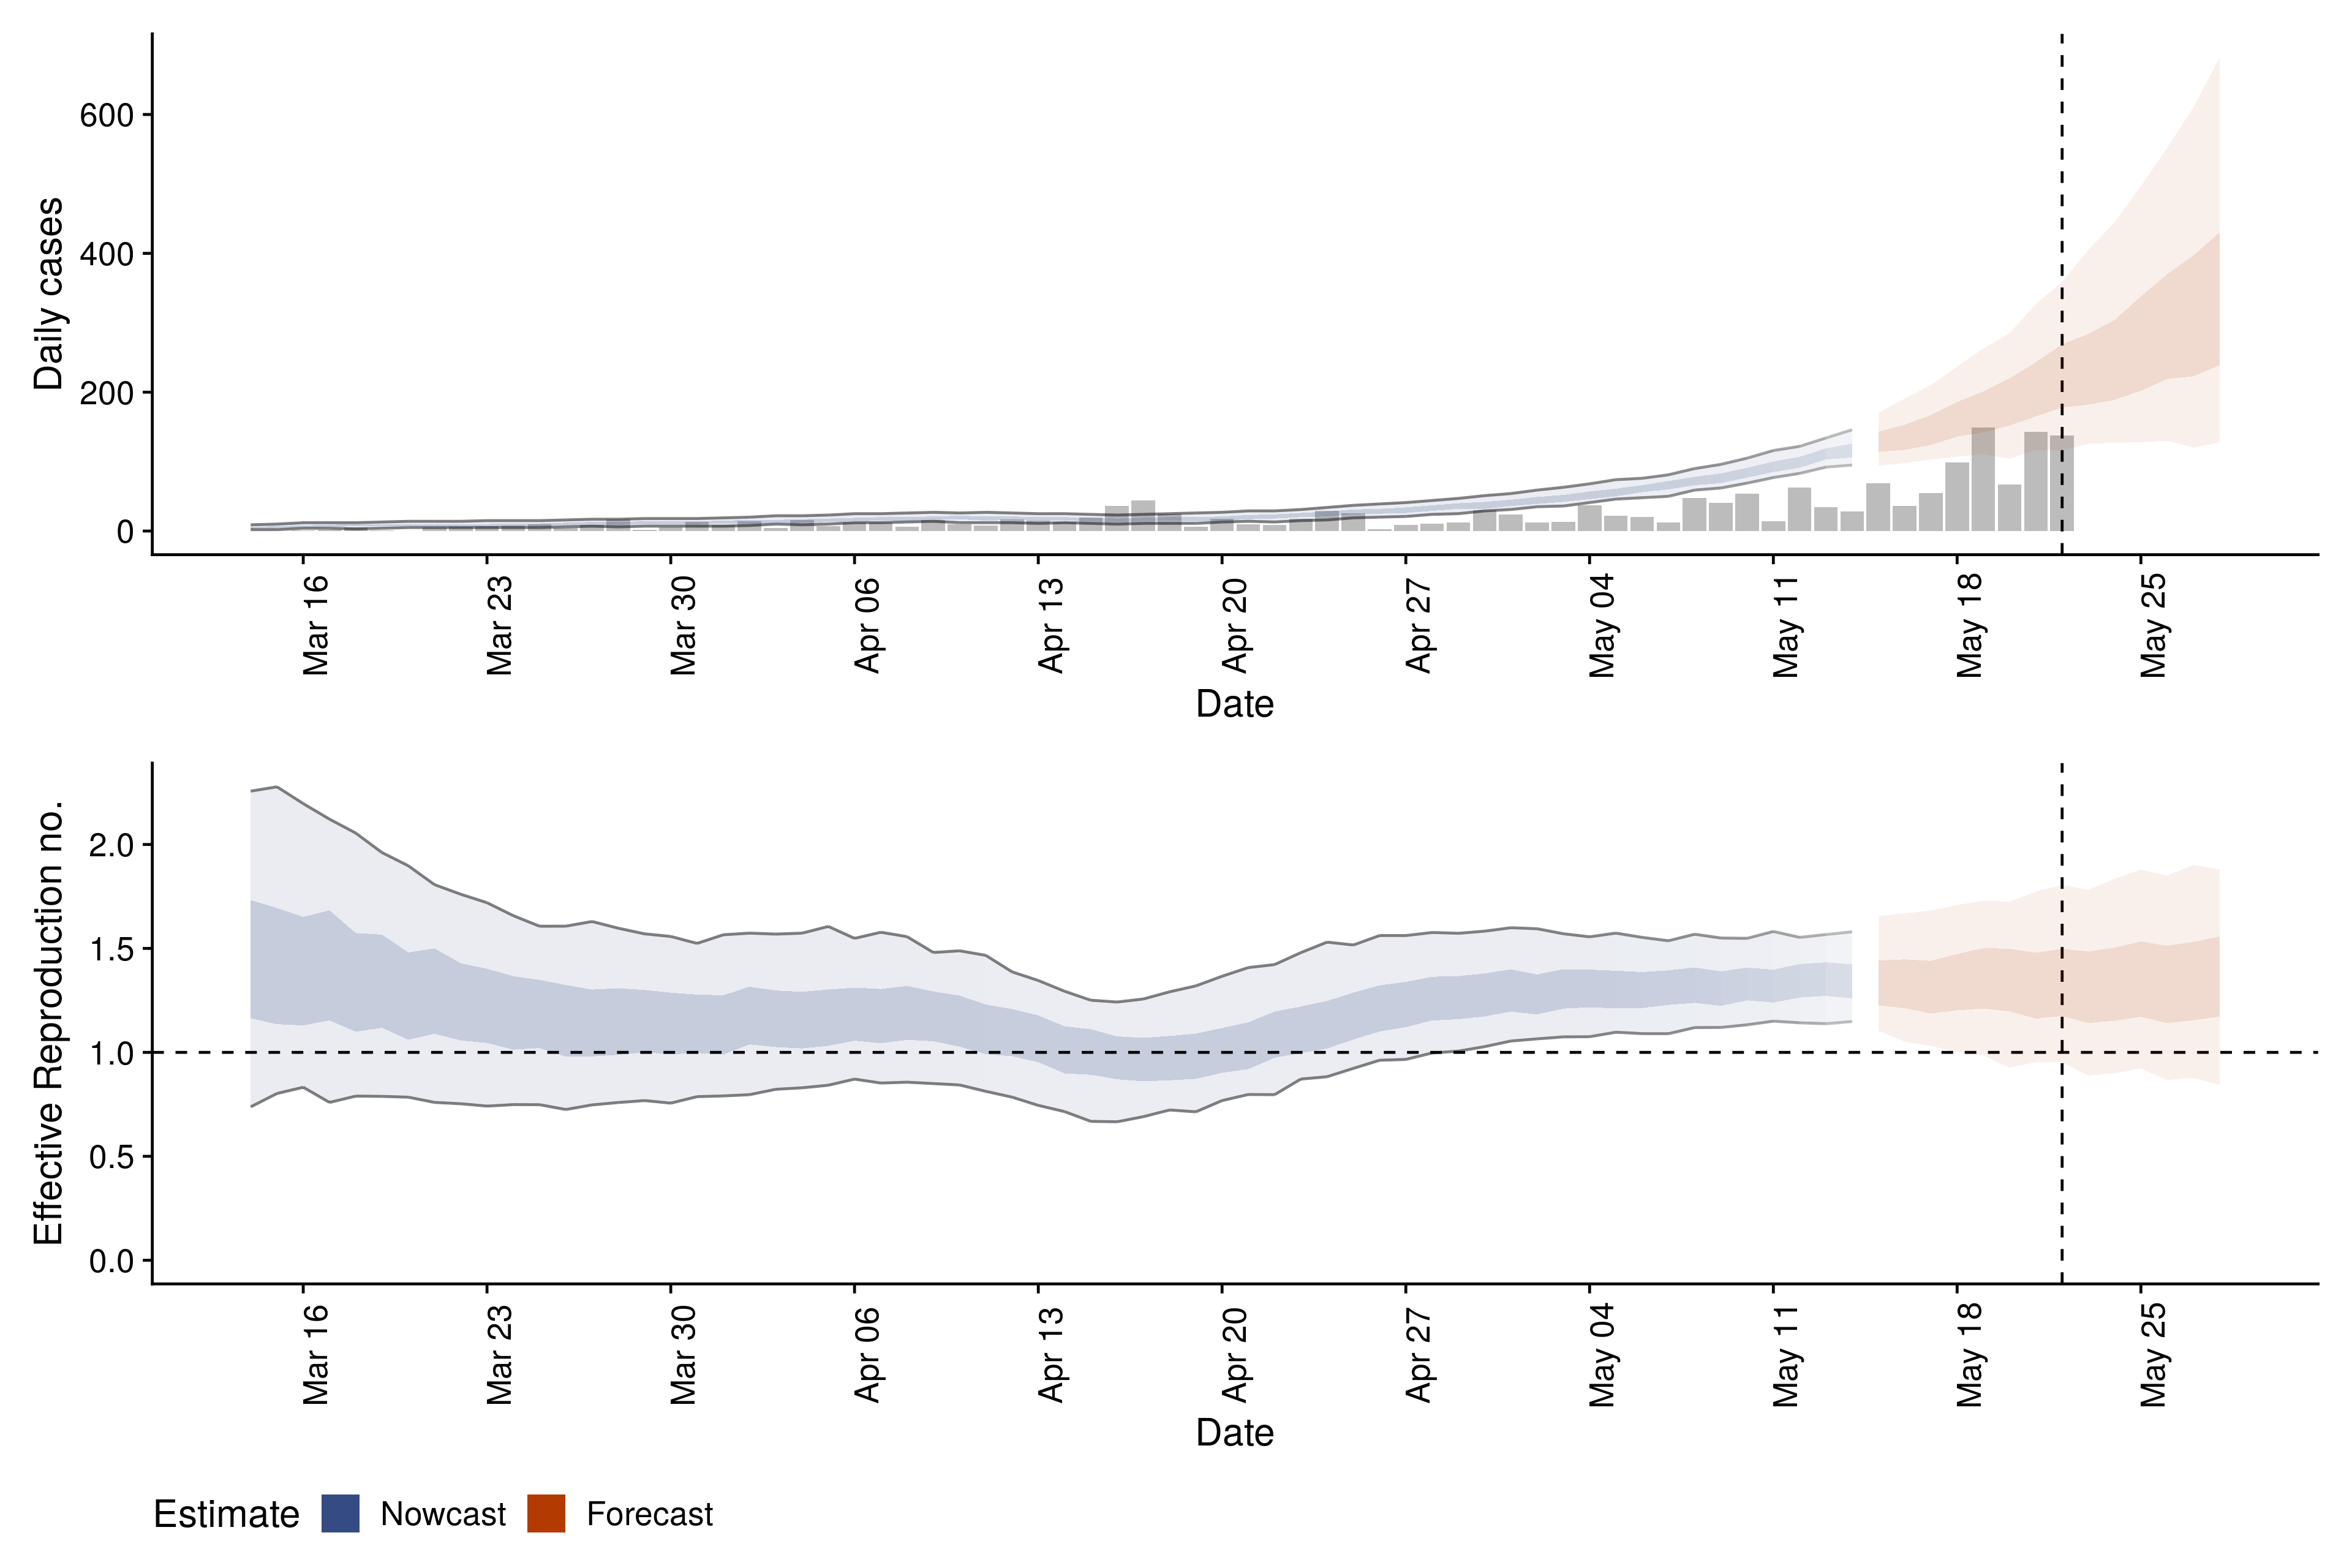 Daily cases
600
400
200
0
Mar 16
Mar 23
Mar 30
Apr 06
Apr 13
Apr 20
Apr 27
May 04
May 11
May 18
May 25
Date
Effective Reproduction no.
2.0
1.5
1.0
0.5
0.0
Mar 16
Mar 23
Mar 30
Apr 06
Apr 13
Apr 20
Apr 27
May 04
May 11
May 18
May 25
Date
Estimate Nowcast Forecast